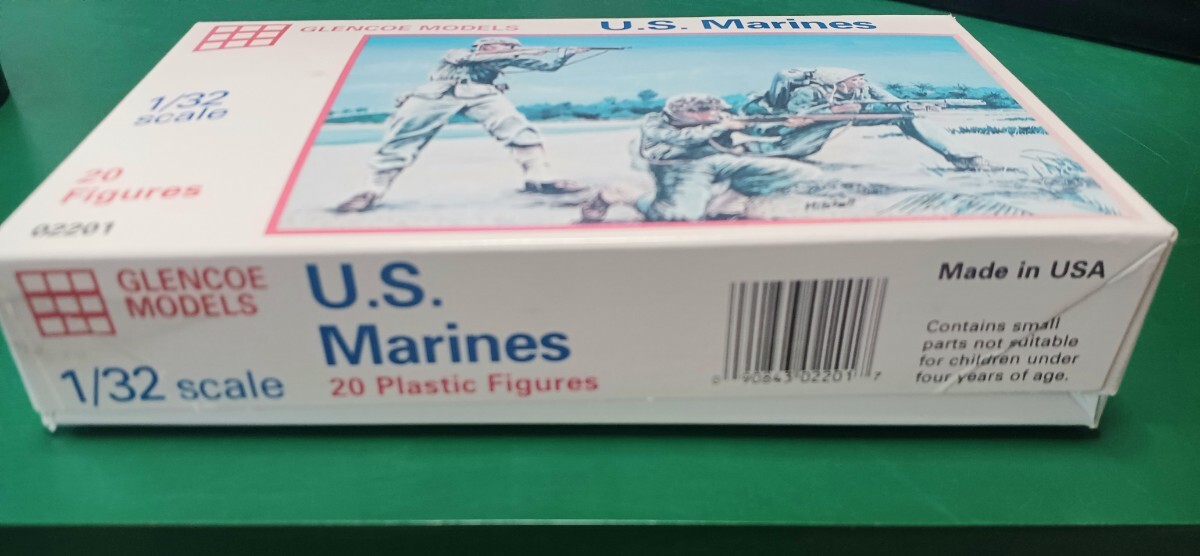 GLENCOE MODELS
U.S. Marines
1/32
scale
20
Figures
02201
GLENCOE
MODELS
U.S.
Marines
1/32 scale
20 Plastic Figures
0 90843 02201 7
Made in USA
Contains small
parts not suitable
for children under
four years of age.